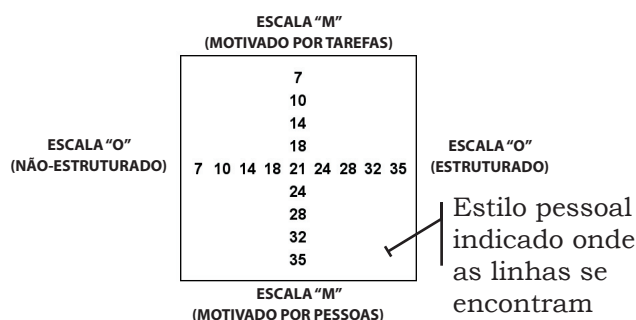 ESCALA “M”
(MOTIVADO POR TAREFAS)
7
10
14
18
ESCALA “O”
(NÃO-ESTRUTURADO)
7 10 14 18 21 24 28 32 35
ESCALA “O”
(ESTRUTURADO)
24
28
32
35
Estilo pessoal
indicado onde
as linhas se
encontram
ESCALA “M”
(MOTIVADO POR PESSOAS)